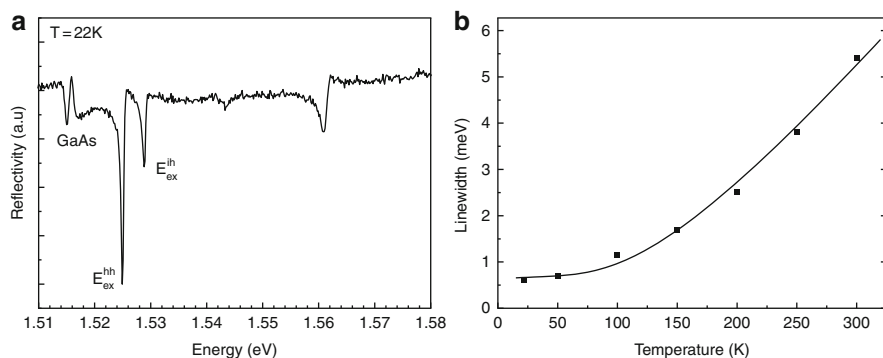 a
T = 22K
GaAs
E_ex^hh
E_ex^ih
Reflectivity (a.u)
1.51 1.52 1.53 1.54 1.55 1.56 1.57 1.58
Energy (eV)
b
6
5
4
3
2
1
0
Linewidth (meV)
0 50 100 150 200 250 300
Temperature (K)